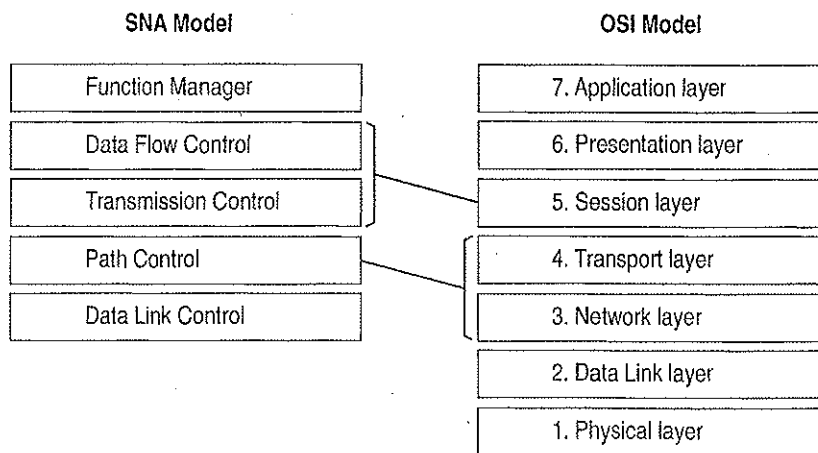 SNA Model
Function Manager
Data Flow Control
Transmission Control
Path Control
Data Link Control
OSI Model
7. Application layer
6. Presentation layer
5. Session layer
4. Transport layer
3. Network layer
2. Data Link layer
1. Physical layer